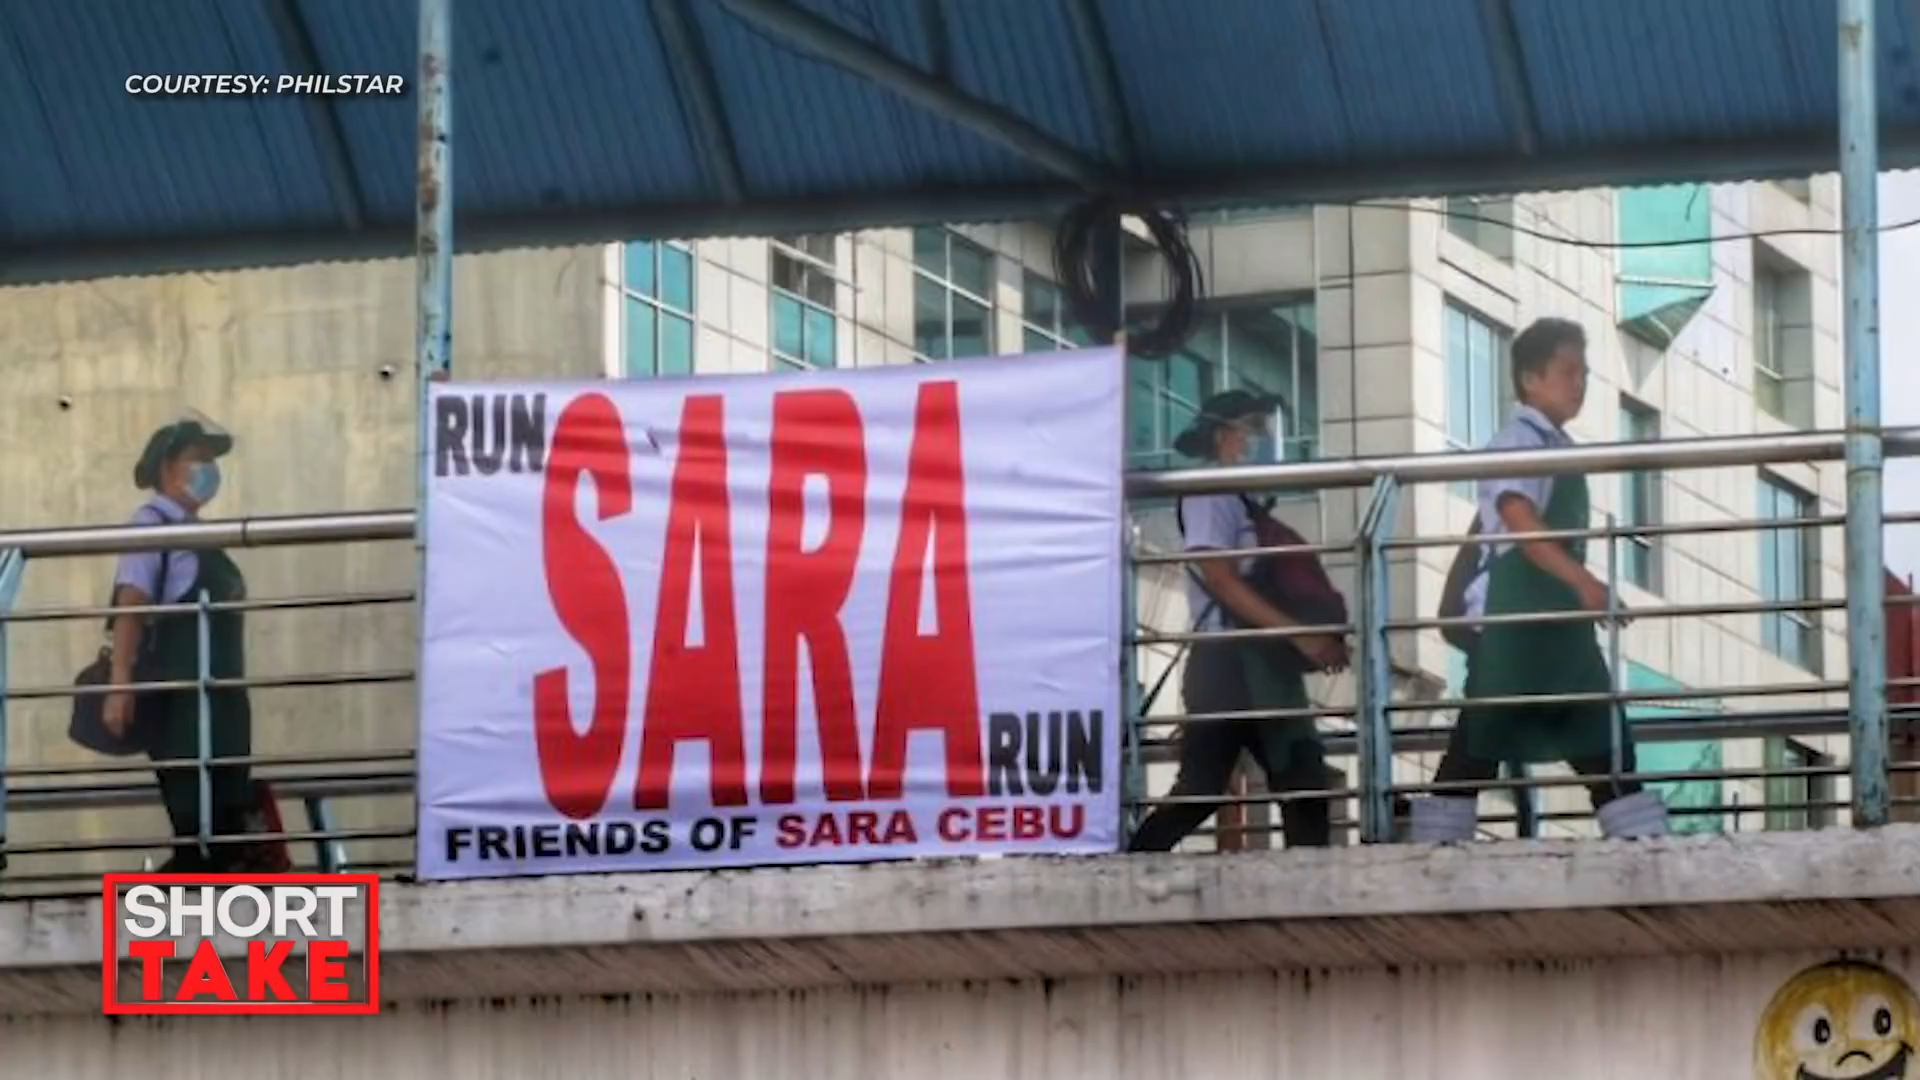 COURTESY: PHILSTAR
RUN
SARA
RUN
FRIENDS OF SARA CEBU
SHORT
TAKE